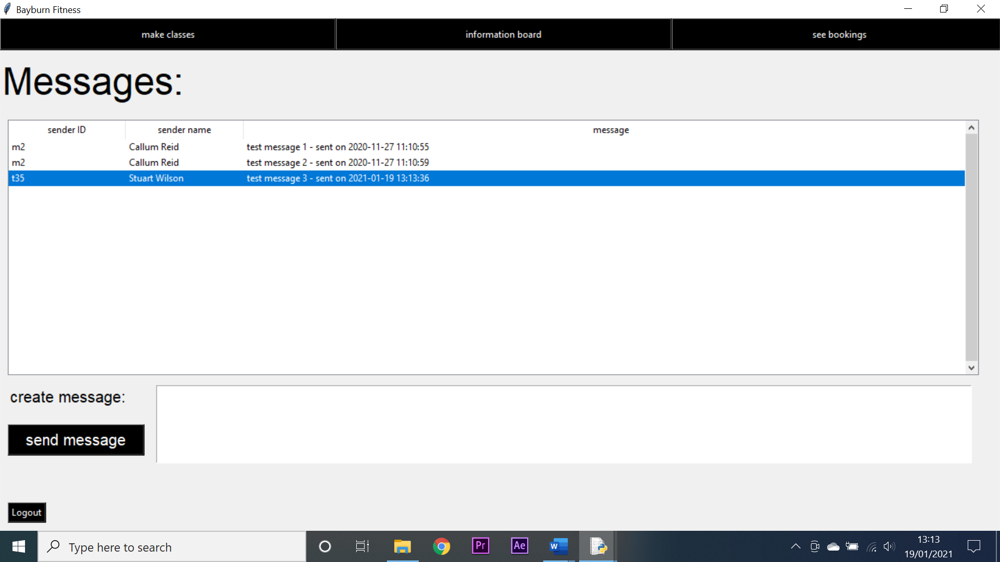 Bayburn Fitness
make classes information board see bookings
Messages:
sender ID sender name message
m2 Callum Reid test message 1 - sent on 2020-11-27 11:10:55
m2 Callum Reid test message 2 - sent on 2020-11-27 11:10:59
t35 Stuart Wilson test message 3 - sent on 2021-01-19 13:13:36
create message:
send message
Logout
Type here to search
Pr
Ae
W
13:13
19/01/2021